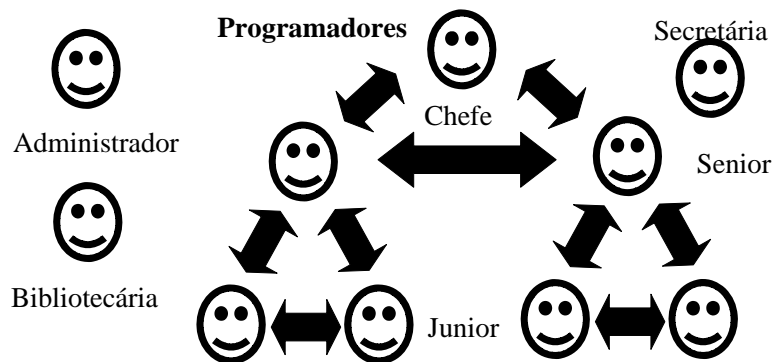 Programadores
Secretária
Chefe
Administrador
Senior
Bibliotecária
Junior